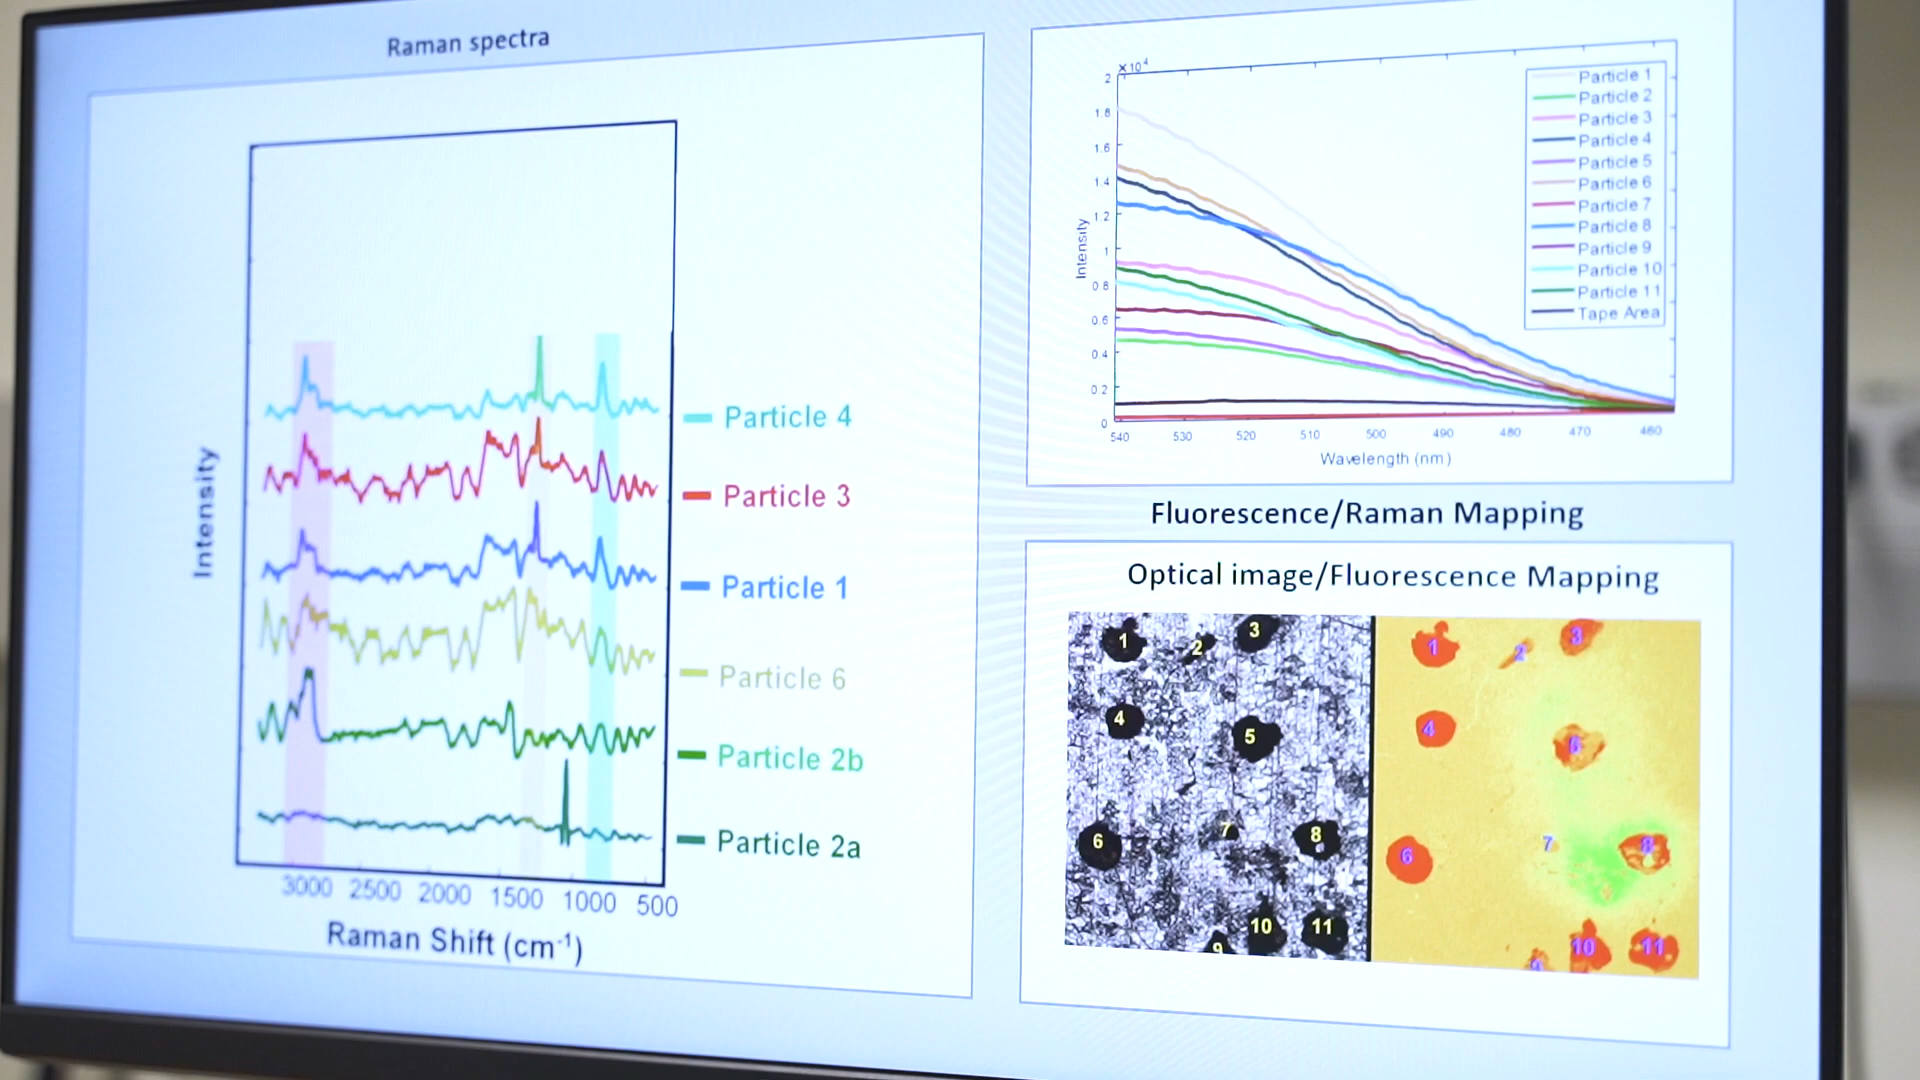 Raman spectra
Intensity
Particle 4
Particle 3
Particle 1
Particle 6
Particle 2b
Particle 2a
3000 2500 2000 1500 1000 500
Raman Shift (cm-1)
×10^4
2
1.8
1.6
1.4
1.2
1
0.8
0.6
0.4
0.2
0
Intensity
540 530 520 510 500 490 480 470 460
Wavelength (nm)
Particle 1
Particle 2
Particle 3
Particle 4
Particle 5
Particle 6
Particle 7
Particle 8
Particle 9
Particle 10
Particle 11
Tape Area
Fluorescence/Raman Mapping
Optical image/Fluorescence Mapping
1 2 3
4 5
6 7 8
9 10 11
1 2 3
4 5
6 7 8
9 10 11